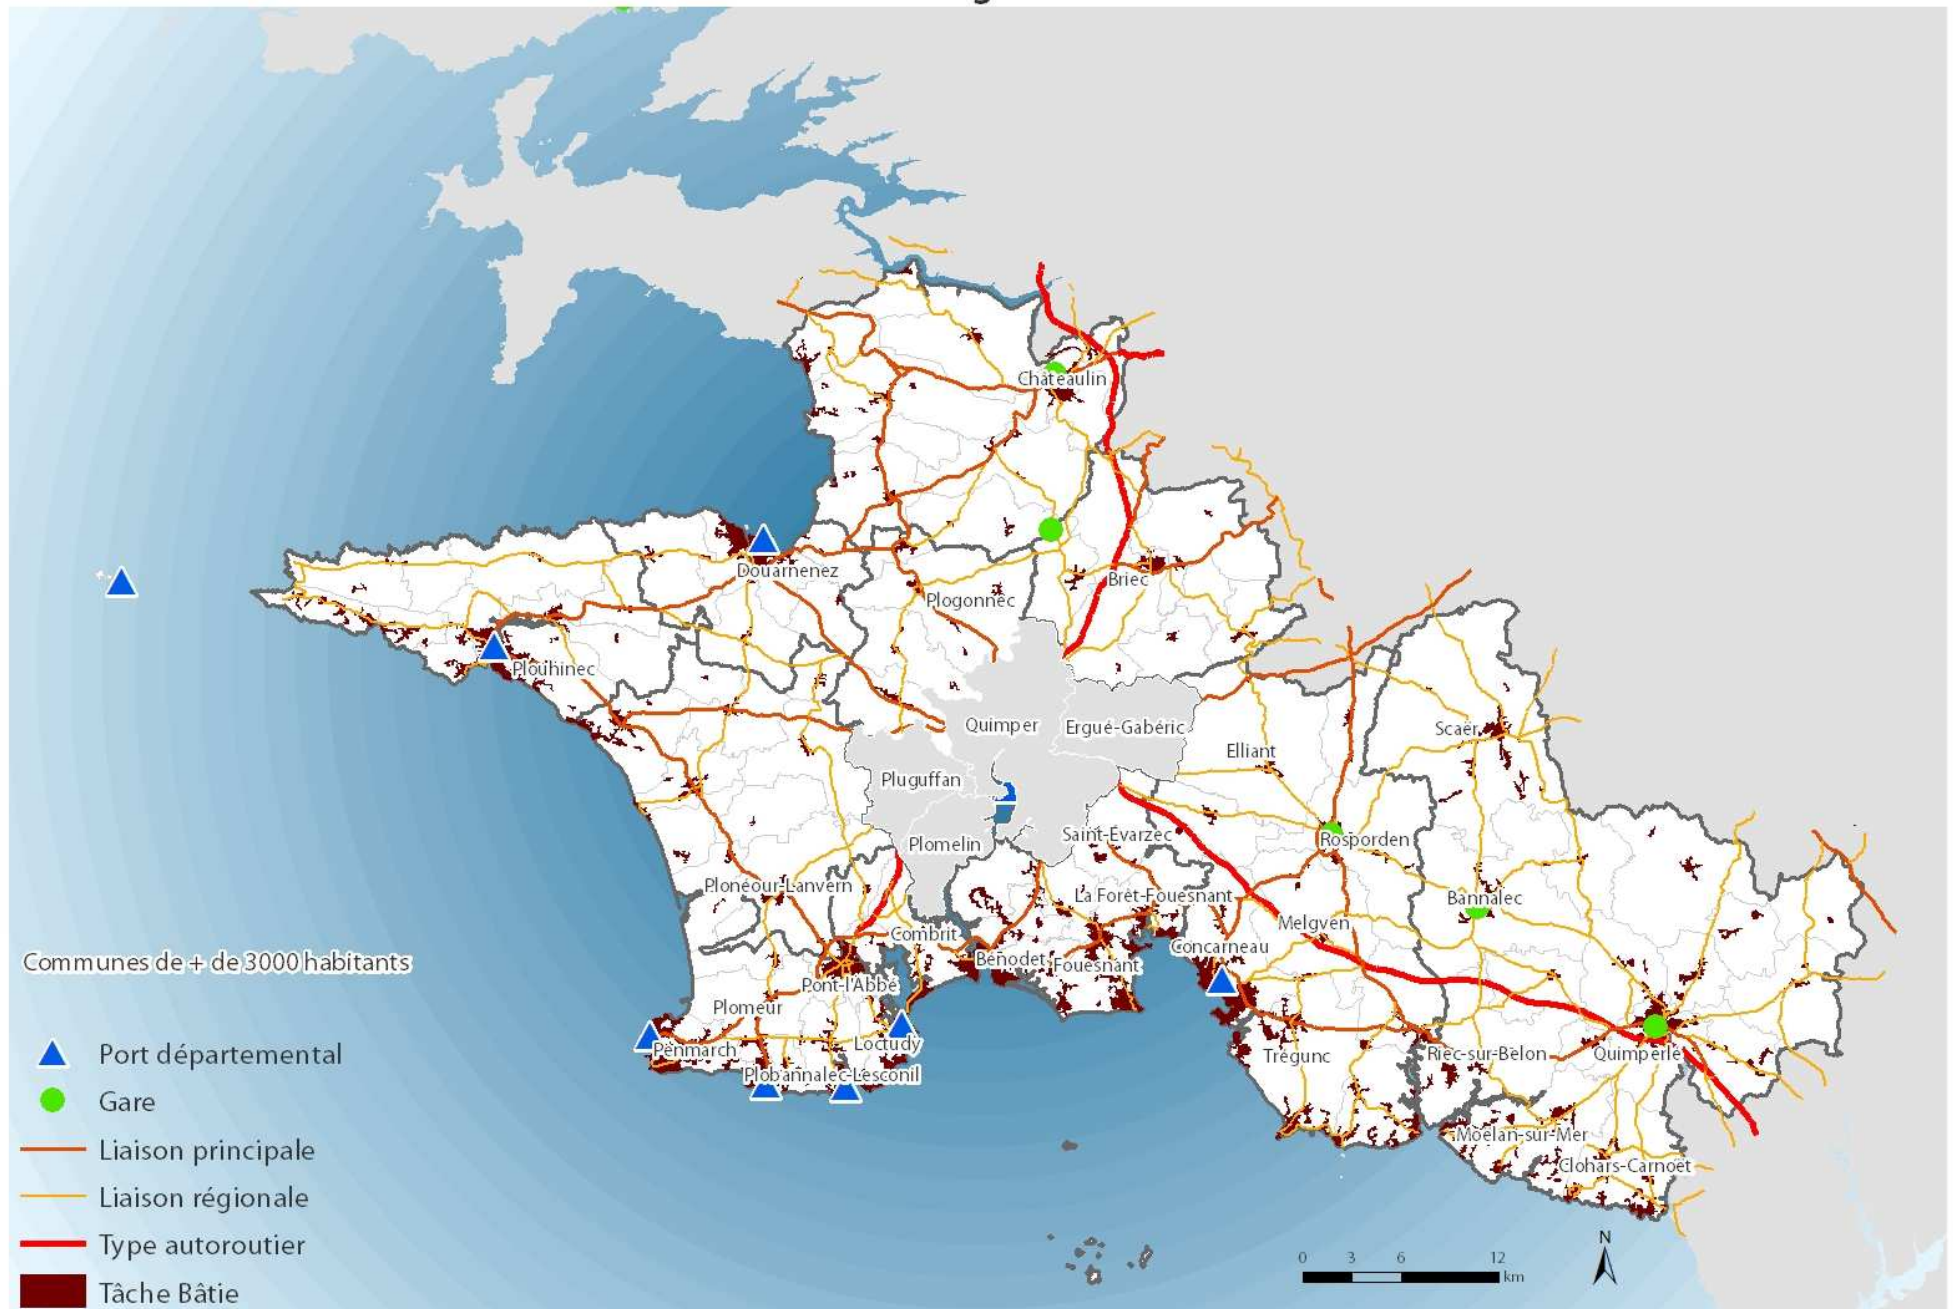 Châteaulin
Douarnenez
Briec
Plogonnec
Plouhinec
Quimper
Ergué-Gabéric
Scaër
Elliant
Pluguffan
Saint-Évarzec
Rosporden
Plomelin
Plonéour-Lanvern
La Forêt-Fouesnant
Bannalec
Melgven
Combrit
Concarneau
Bénodet
Fouesnant
Communes de + de 3000 habitants
Pont-l'Abbé
Plomeur
Loctudy
Penmarch
Trégunc
Riec-sur-Belon
Quimperlé
Plobannalec-Lesconil
Port départemental
Gare
Moëlan-sur-Mer
Liaison principale
Clohars-Carnoët
Liaison régionale
Type autoroutier
N
0 3 6 12
km
Tâche Bâtie